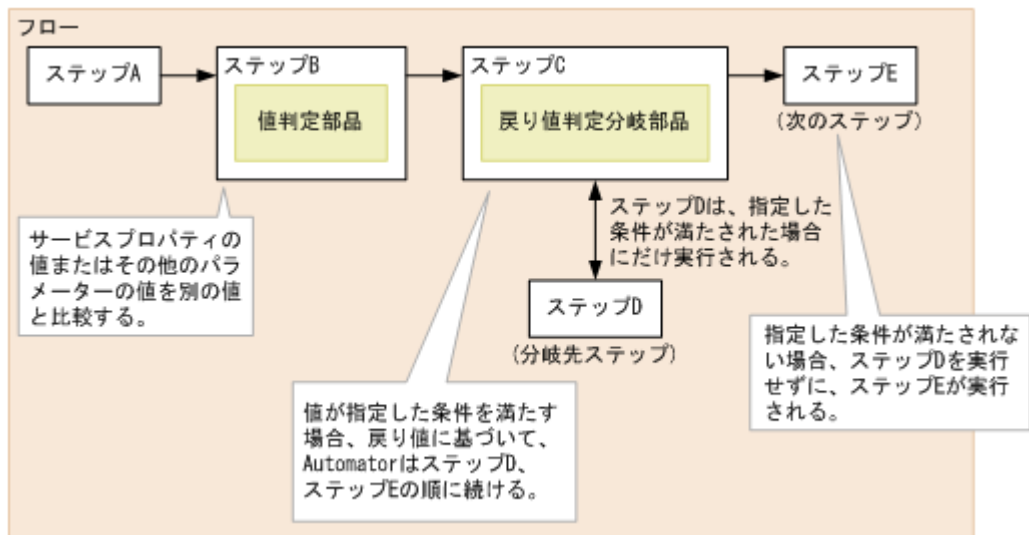 フロー
ステップA
ステップB
値判定部品
ステップC
戻り値判定分岐部品
ステップE
(次のステップ)
サービスプロパティの
値またはその他のパラ
メーターの値を別の値
と比較する。
ステップDは、指定した
条件が満たされた場合
にだけ実行される。
ステップD
(分岐先ステップ)
値が指定した条件を満たす
場合、戻り値に基づいて、
AutomatorはステップD、
ステップEの順に続ける。
指定した条件が満たされな
い場合、ステップDを実行
せずに、ステップEが実行
される。